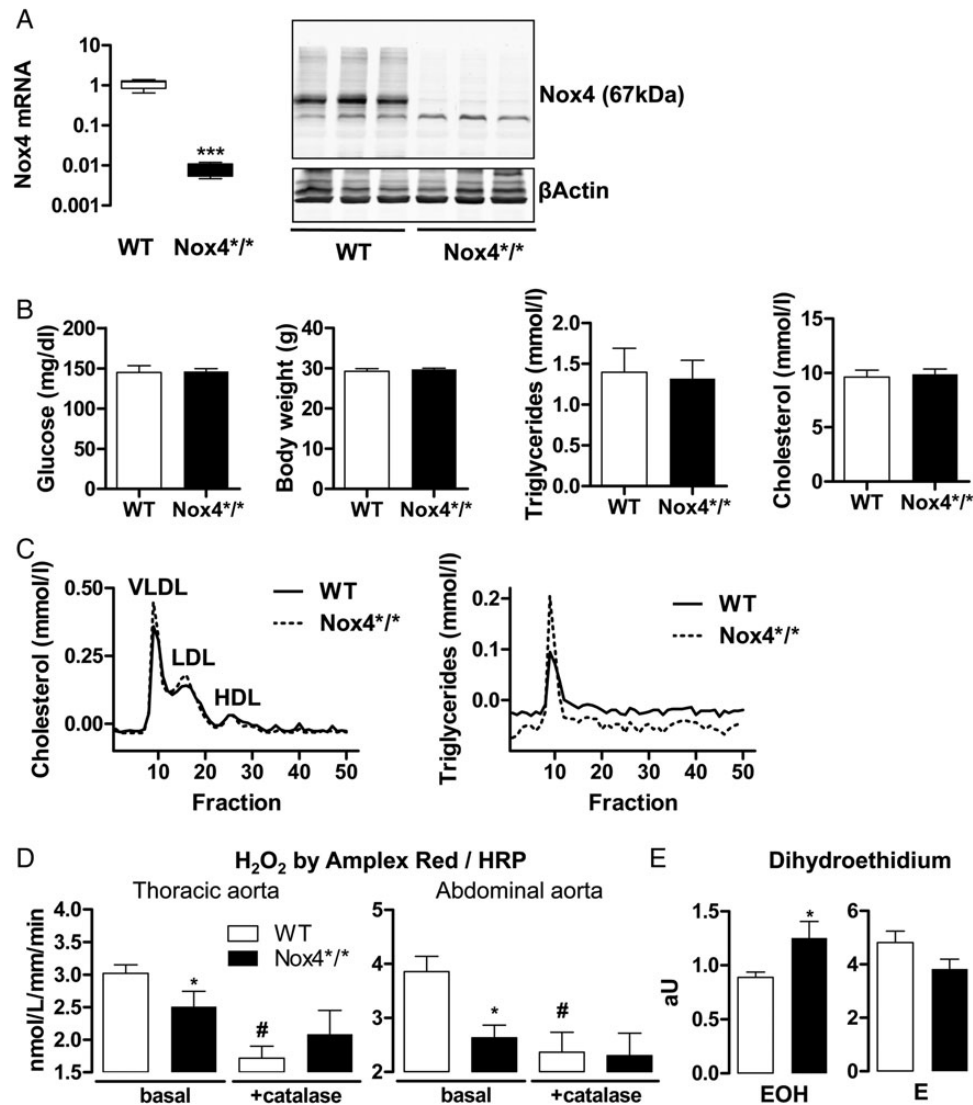 A
Nox4 mRNA
10
1
0.1
0.01
0.001
***
WT
Nox4*/*
Nox4 (67kDa)
βActin
WT
Nox4*/*
B
Glucose (mg/dl)
200
150
100
50
0
WT
Nox4*/*
Body weight (g)
40
30
20
10
0
WT
Nox4*/*
Triglycerides (mmol/l)
2.0
1.5
1.0
0.5
0.0
WT
Nox4*/*
Cholesterol (mmol/l)
15
10
5
0
WT
Nox4*/*
C
Cholesterol (mmol/l)
0.50
0.25
0.00
VLDL
LDL
HDL
WT
Nox4*/*
10 20 30 40 50
Fraction
Triglycerides (mmol/l)
0.2
0.1
0.0
WT
Nox4*/*
10 20 30 40 50
Fraction
D
H₂O₂ by Amplex Red / HRP
Thoracic aorta
nmol/L/mm/min
4.0
3.5
3.0
2.5
2.0
1.5
WT
Nox4*/*
*
#
basal
+catalase
Abdominal aorta
5
4
3
2
*
#
basal
+catalase
E
Dihydroethidium
aU
1.5
1.0
0.5
0.0
*
EOH
6
4
2
0
E